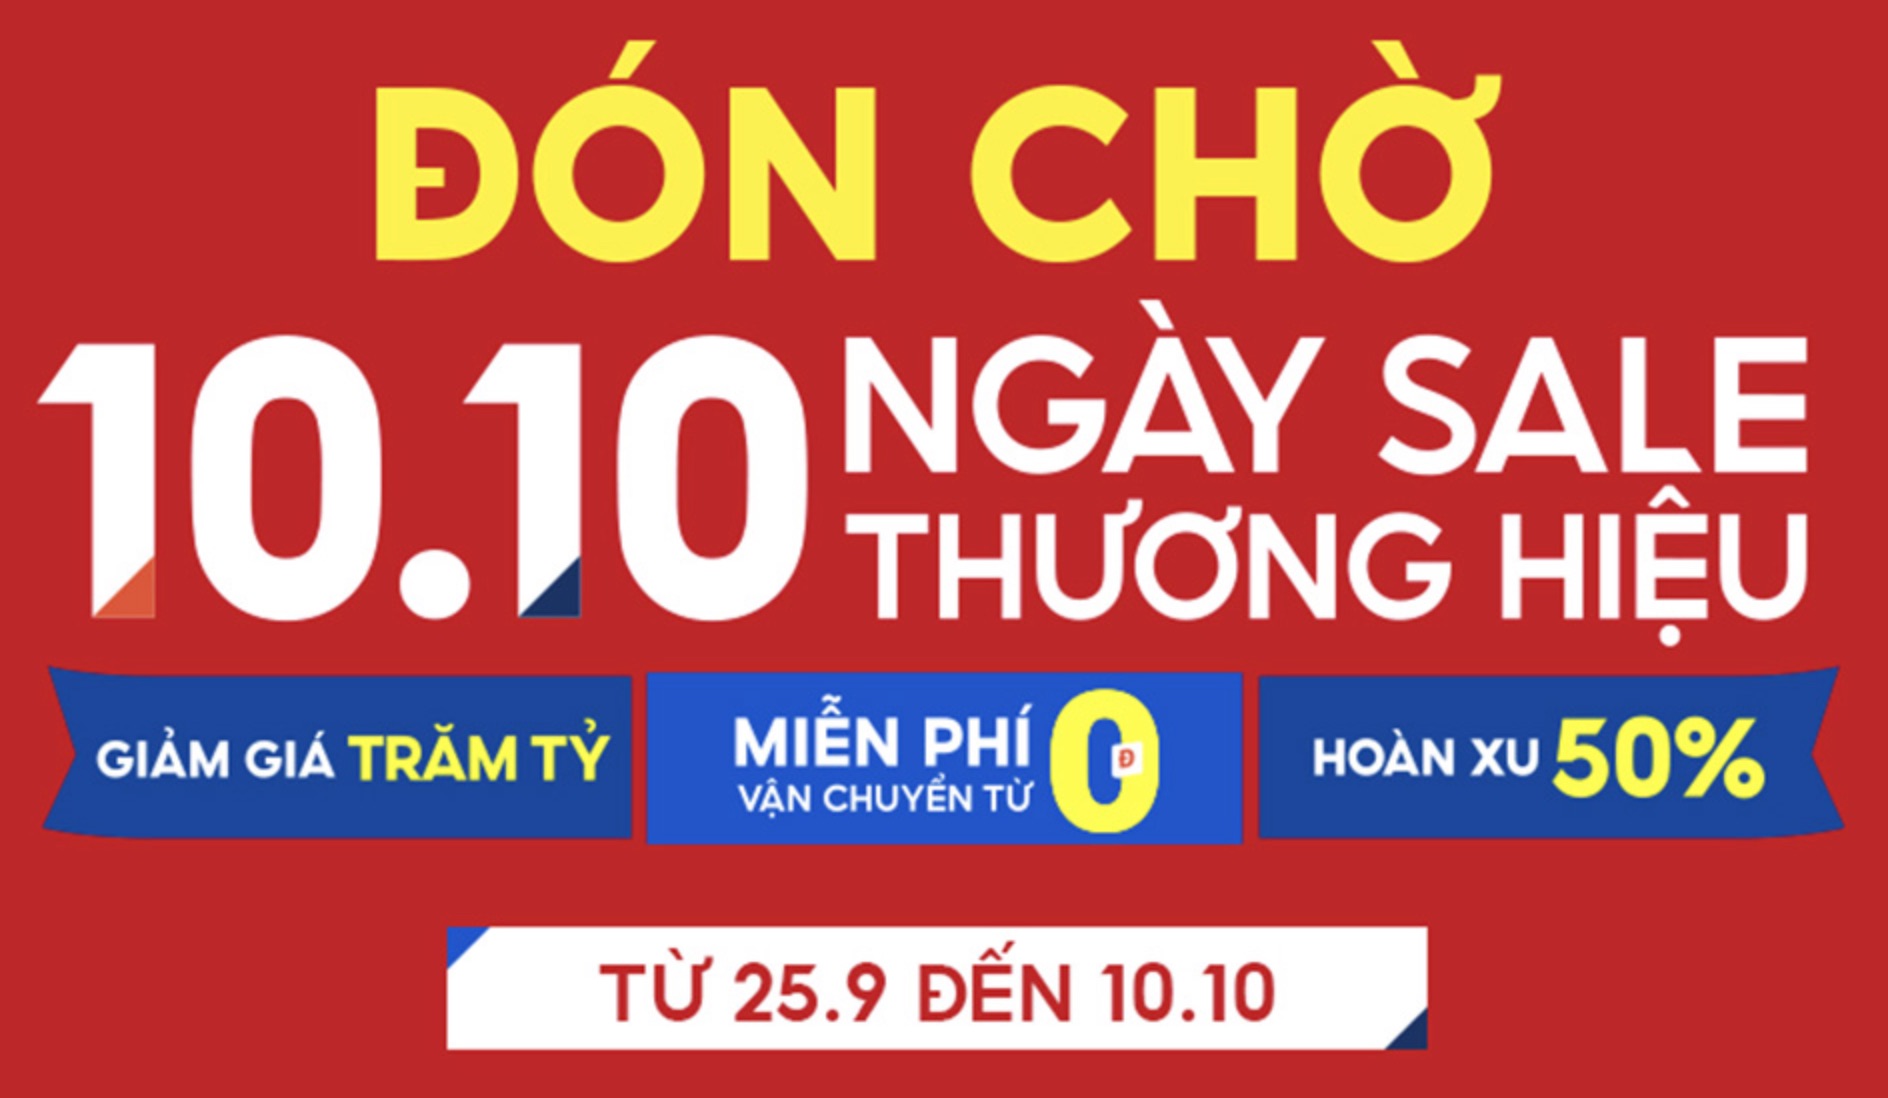 ĐÓN CHỜ
10.10 NGÀY SALE
THƯƠNG HIỆU
GIẢM GIÁ TRĂM TỶ
MIỄN PHÍ
VẬN CHUYỂN TỪ 0Đ
HOÀN XU 50%
TỪ 25.9 ĐẾN 10.10